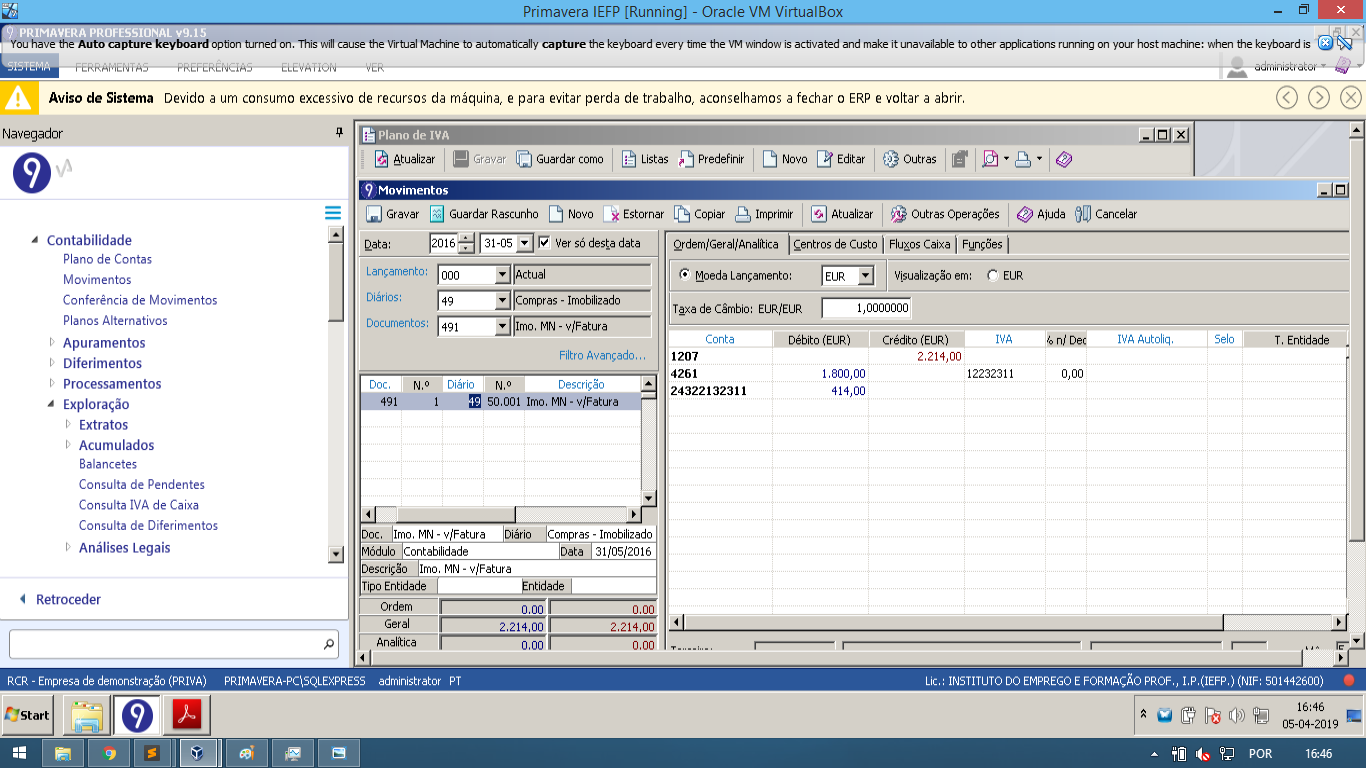 Primavera IEFP [Running] - Oracle VM VirtualBox
PRIMAVERA PROFESSIONAL v9.15
You have the Auto capture keyboard option turned on. This will cause the Virtual Machine to automatically capture the keyboard every time the VM window is activated and make it unavailable to other applications running on your host machine: when the keyboard is
SISTEMA FERRAMENTAS PREFERÊNCIAS ELEVATION VER administrator
Aviso de Sistema Devido a um consumo excessivo de recursos da máquina, e para evitar perda de trabalho, aconselhamos a fechar o ERP e voltar a abrir.
Navegador
9
Contabilidade
Plano de Contas
Movimentos
Conferência de Movimentos
Planos Alternativos
Apuramentos
Diferimentos
Processamentos
Exploração
Extratos
Acumulados
Balancetes
Consulta de Pendentes
Consulta IVA de Caixa
Consulta de Diferimentos
Análises Legais
Retroceder
Plano de IVA
Atualizar Gravar Guardar como Listas Predefinir Novo Editar Outras
Movimentos
Gravar Guardar Rascunho Novo Estornar Copiar Imprimir Atualizar Outras Operações Ajuda Cancelar
Data: 2016 31-05 Ver só desta data
Lançamento: 000 Actual
Diários: 49 Compras - Imobilizado
Documentos: 491 Imo. MN - v/Fatura
Filtro Avançado...
Doc. N.º Diário N.º Descrição
491 1 49 50.001 Imo. MN - v/Fatura
Doc. Imo. MN - v/Fatura Diário Compras - Imobilizado
Módulo Contabilidade Data 31/05/2016
Descrição Imo. MN - v/Fatura
Tipo Entidade Entidade
Ordem 0.00 0.00
Geral 2.214,00 2.214,00
Analítica 0,00 0.00
Ordem/Geral/Analítica Centros de Custo Fluxos Caixa Funções
Moeda Lançamento: EUR Visualização em: EUR
Taxa de Câmbio: EUR/EUR 1,0000000
Conta Débito (EUR) Crédito (EUR) IVA % n/ Dec IVA Autoliq. Selo T. Entidade
1207 2.214,00
4261 1.800,00 12232311 0,00
24322132311 414,00
RCR - Empresa de demonstração (PRIVA) PRIMAVERA-PC\SQLEXPRESS administrator PT Lic.: INSTITUTO DO EMPREGO E FORMAÇÃO PROF., I.P.(IEFP.) (NIF: 501442600)
Start 9 16:46
05-04-2019
POR 16:46